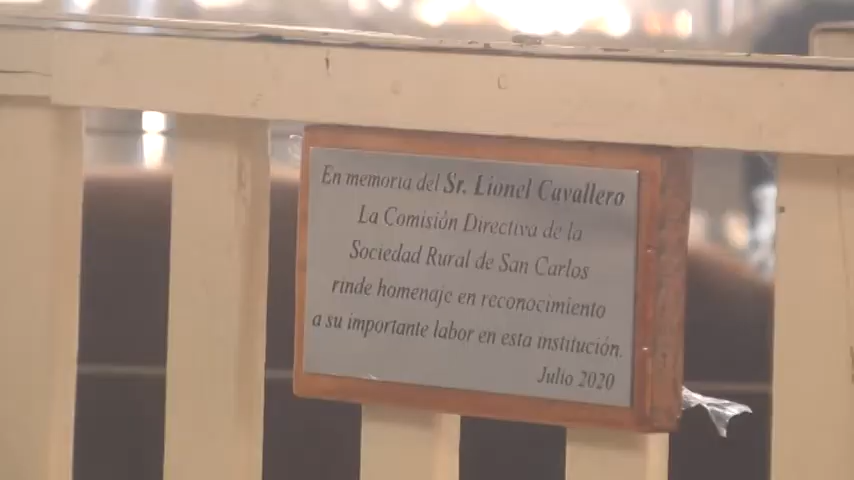 En memoria del Sr. Lionel Cavallero
La Comisión Directiva de la
Sociedad Rural de San Carlos
rinde homenaje en reconocimiento
a su importante labor en esta institución.
Julio 2020